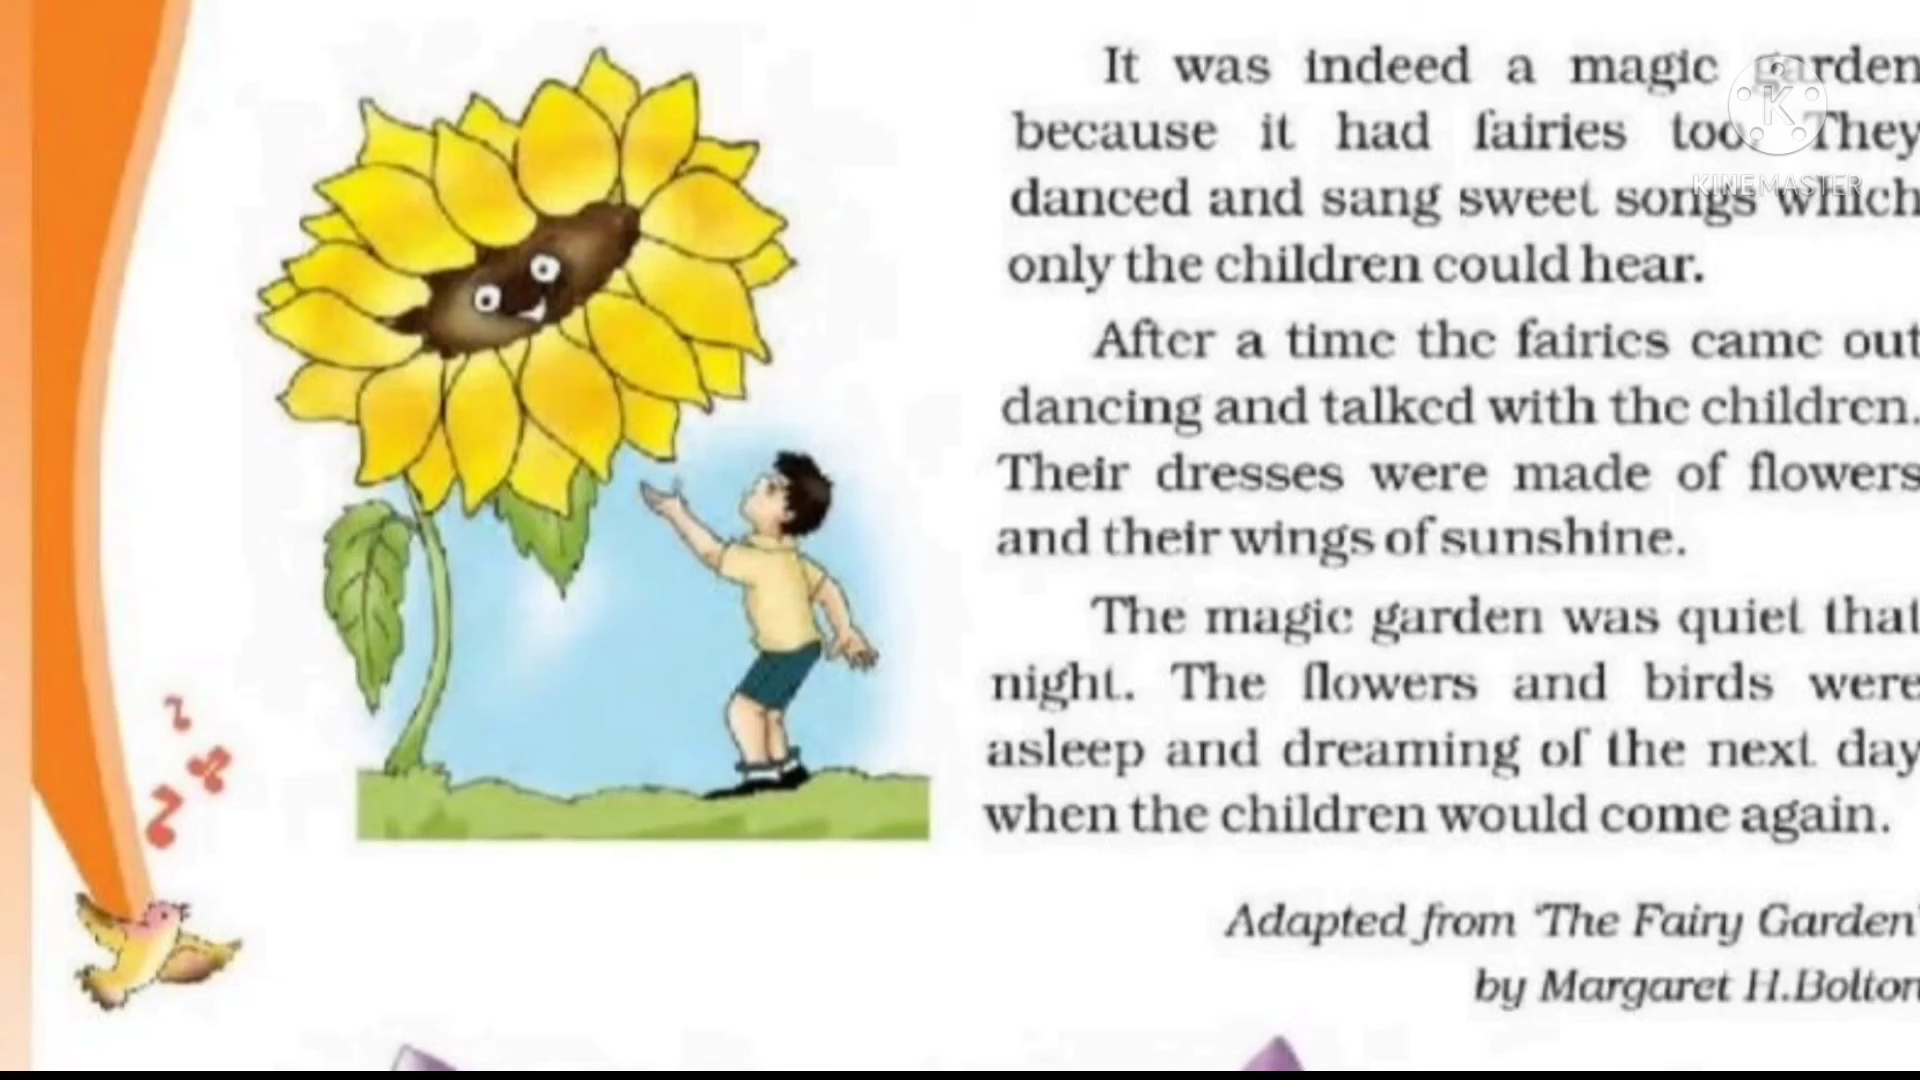 It was indeed a magic garden
because it had fairies too. They
danced and sang sweet songs which
only the children could hear.
After a time the fairies came out
dancing and talked with the children.
Their dresses were made of flowers
and their wings of sunshine.
The magic garden was quiet that
night. The flowers and birds were
asleep and dreaming of the next day
when the children would come again.
Adapted from 'The Fairy Garden'
by Margaret H.Bolton
K
KINEMASTER